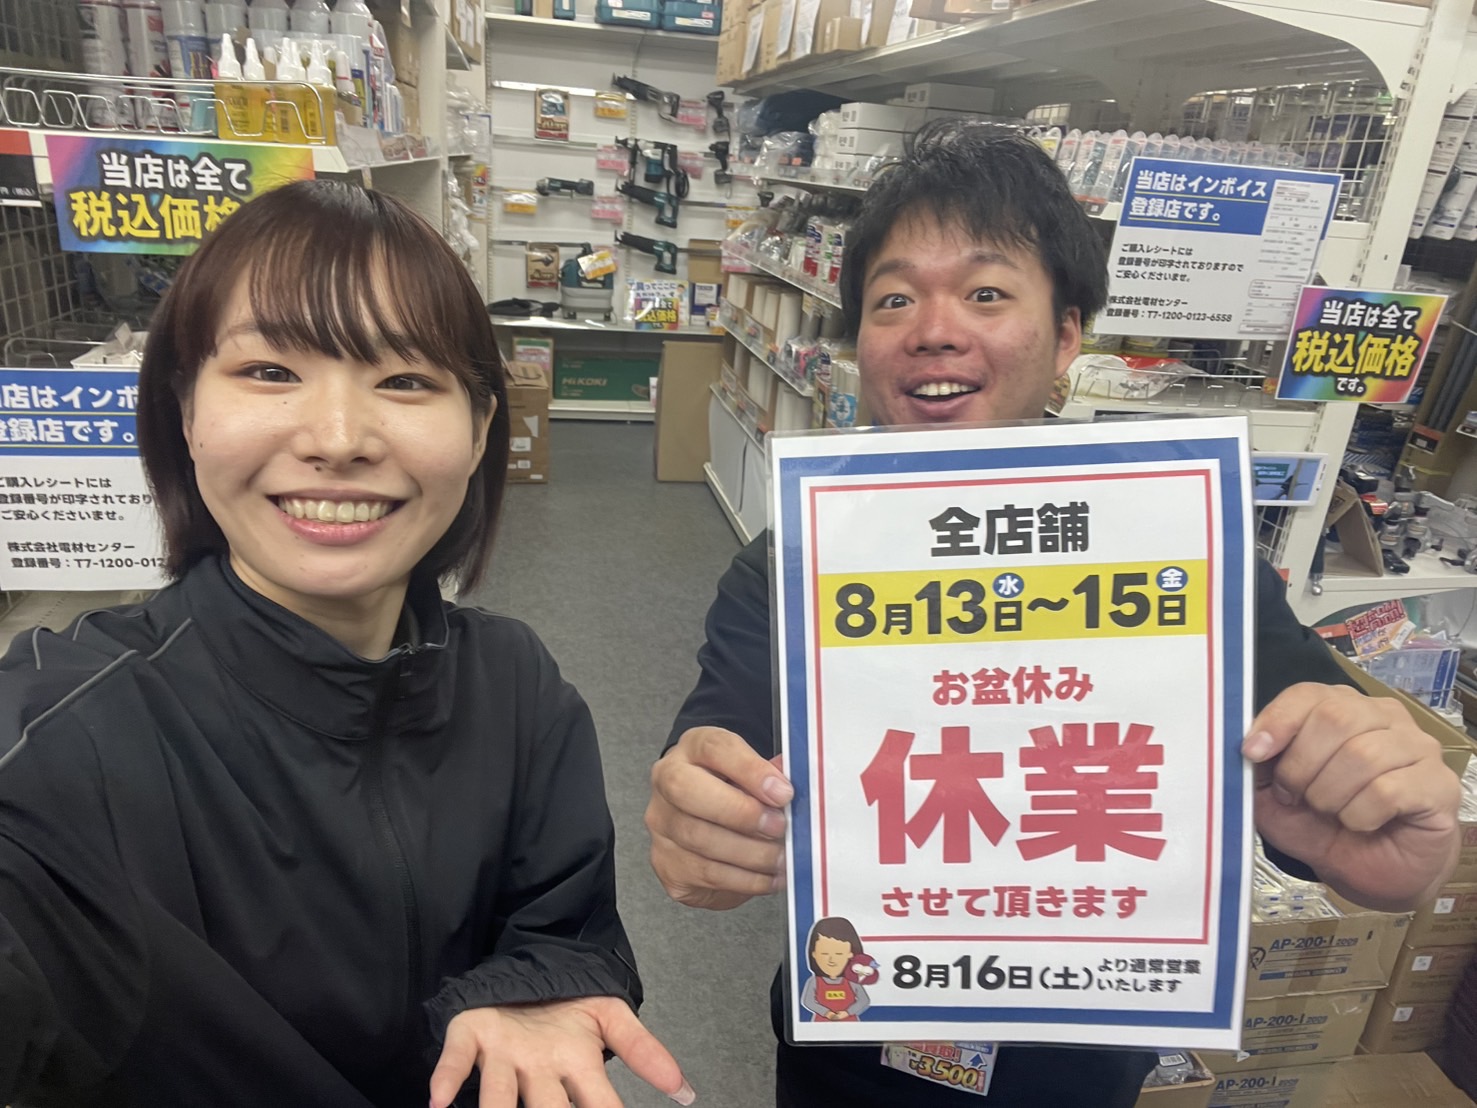 当店は全て
税込価格
当店はインボイス
登録店です。
ご購入レシートには
登録番号が印字されておりますので
ご安心くださいませ。
株式会社電材センター
登録番号：T7-1200-0123-6558
当店は全て
税込価格
です。
店はインボ
登録店です。
ご購入レシートには
登録番号が印字されており
ご安心くださいませ。
株式会社電材センター
登録番号：T7-1200-012
HiKOKI
税込価格
全店舗
8月13日水～15日金
お盆休み
休業
させて頂きます
8月16日（土）より通常営業
いたします
3,500
AP-200-I 2009
AP-200-I 2009
AP-200-I 2009